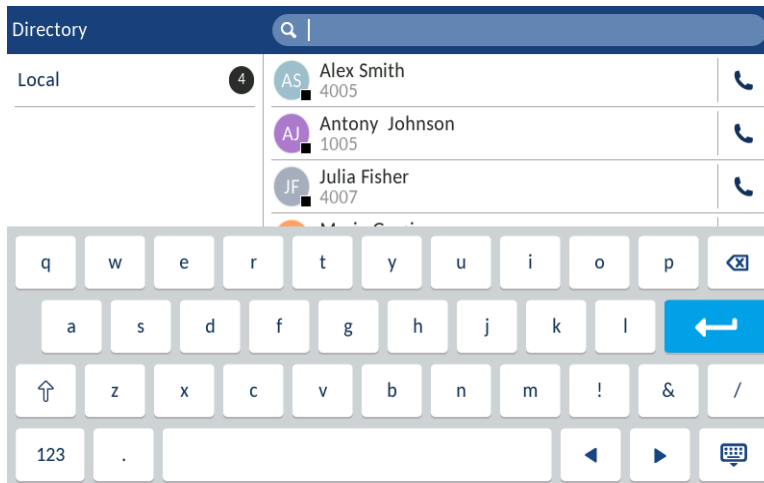 Directory
Local 4
AS Alex Smith
4005
AJ Antony Johnson
1005
JF Julia Fisher
4007
q w e r t y u i o p
a s d f g h j k l
z x c v b n m ! & /
123 .